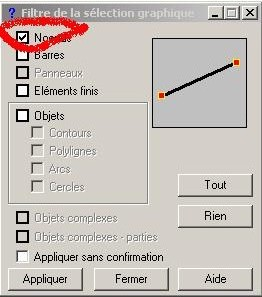 ? Filtre de la sélection graphique
Barres
Panneaux
Eléments finis
Objets
Contours
Polylignes
Arcs
Cercles
Tout
Rien
Objets complexes
Objets complexes - parties
Appliquer sans confirmation
Appliquer Fermer Aide